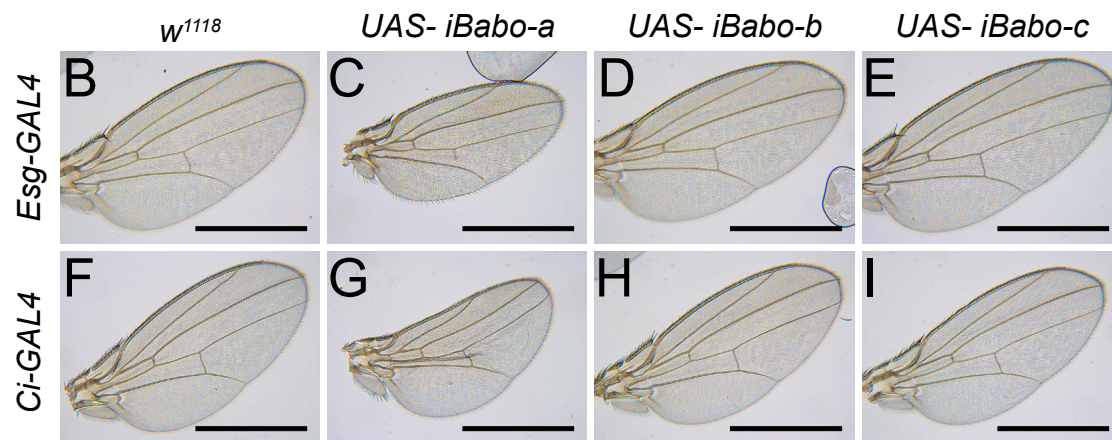 w1118 UAS- iBabo-a UAS- iBabo-b UAS- iBabo-c
Esg-GAL4
B C D E
Ci-GAL4
F G H I